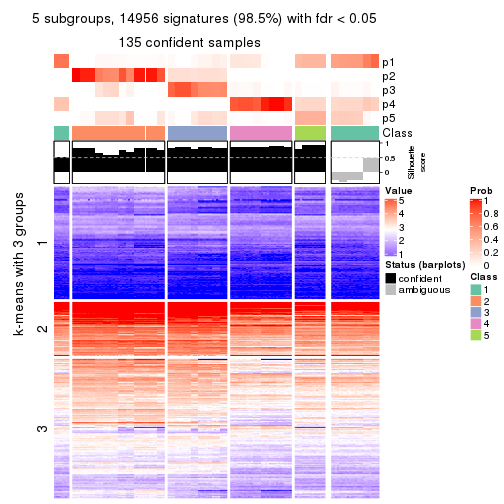 5 subgroups, 14956 signatures (98.5%) with fdr < 0.05
135 confident samples
p1
p2
p3
p4
p5
Class
1
0.5
0
Silhouette
score
k-means with 3 groups
1
2
3
Value
5
4
3
2
1
Status (barplots)
confident
ambiguous
Prob
1
0.8
0.6
0.4
0.2
0
Class
1
2
3
4
5